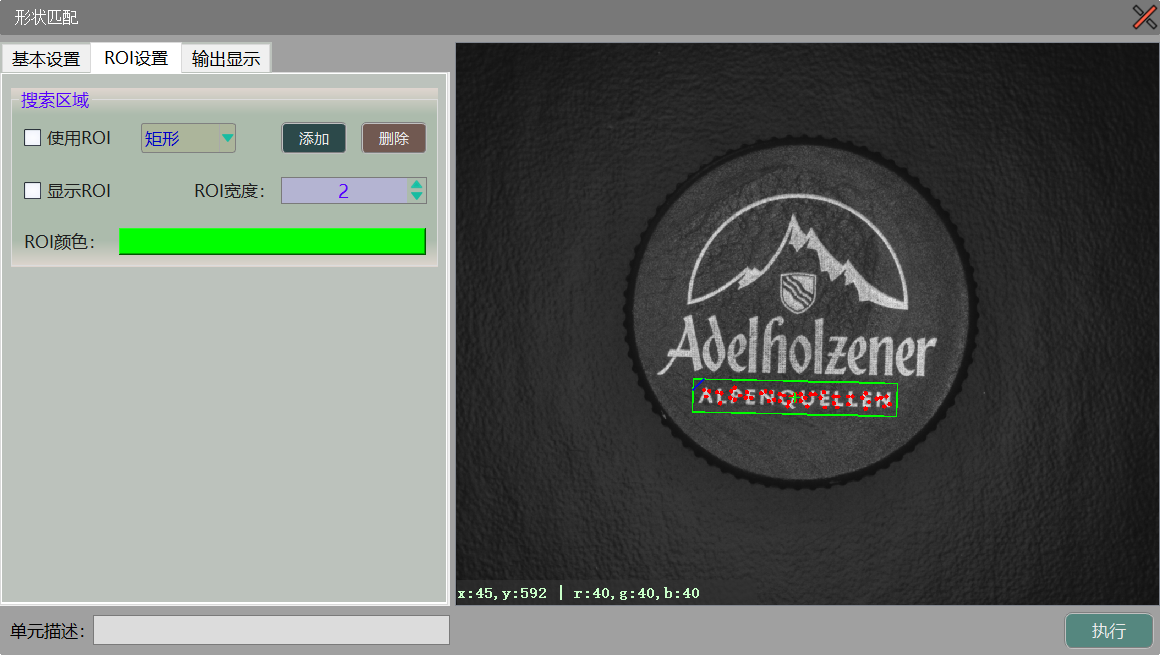 形状匹配
基本设置 ROI设置 输出显示
搜索区域
使用ROI 矩形 添加 删除
显示ROI ROI宽度： 2
ROI颜色：
单元描述：
Adelholzener
ALPENQUELLEN
x:45,y:592 | r:40,g:40,b:40
执行